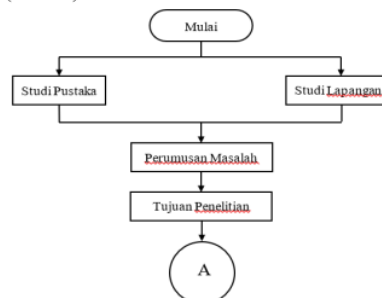 Mulai
Studi Pustaka
Studi Lapangan
Perumusan Masalah
Tujuan Penelitian
A